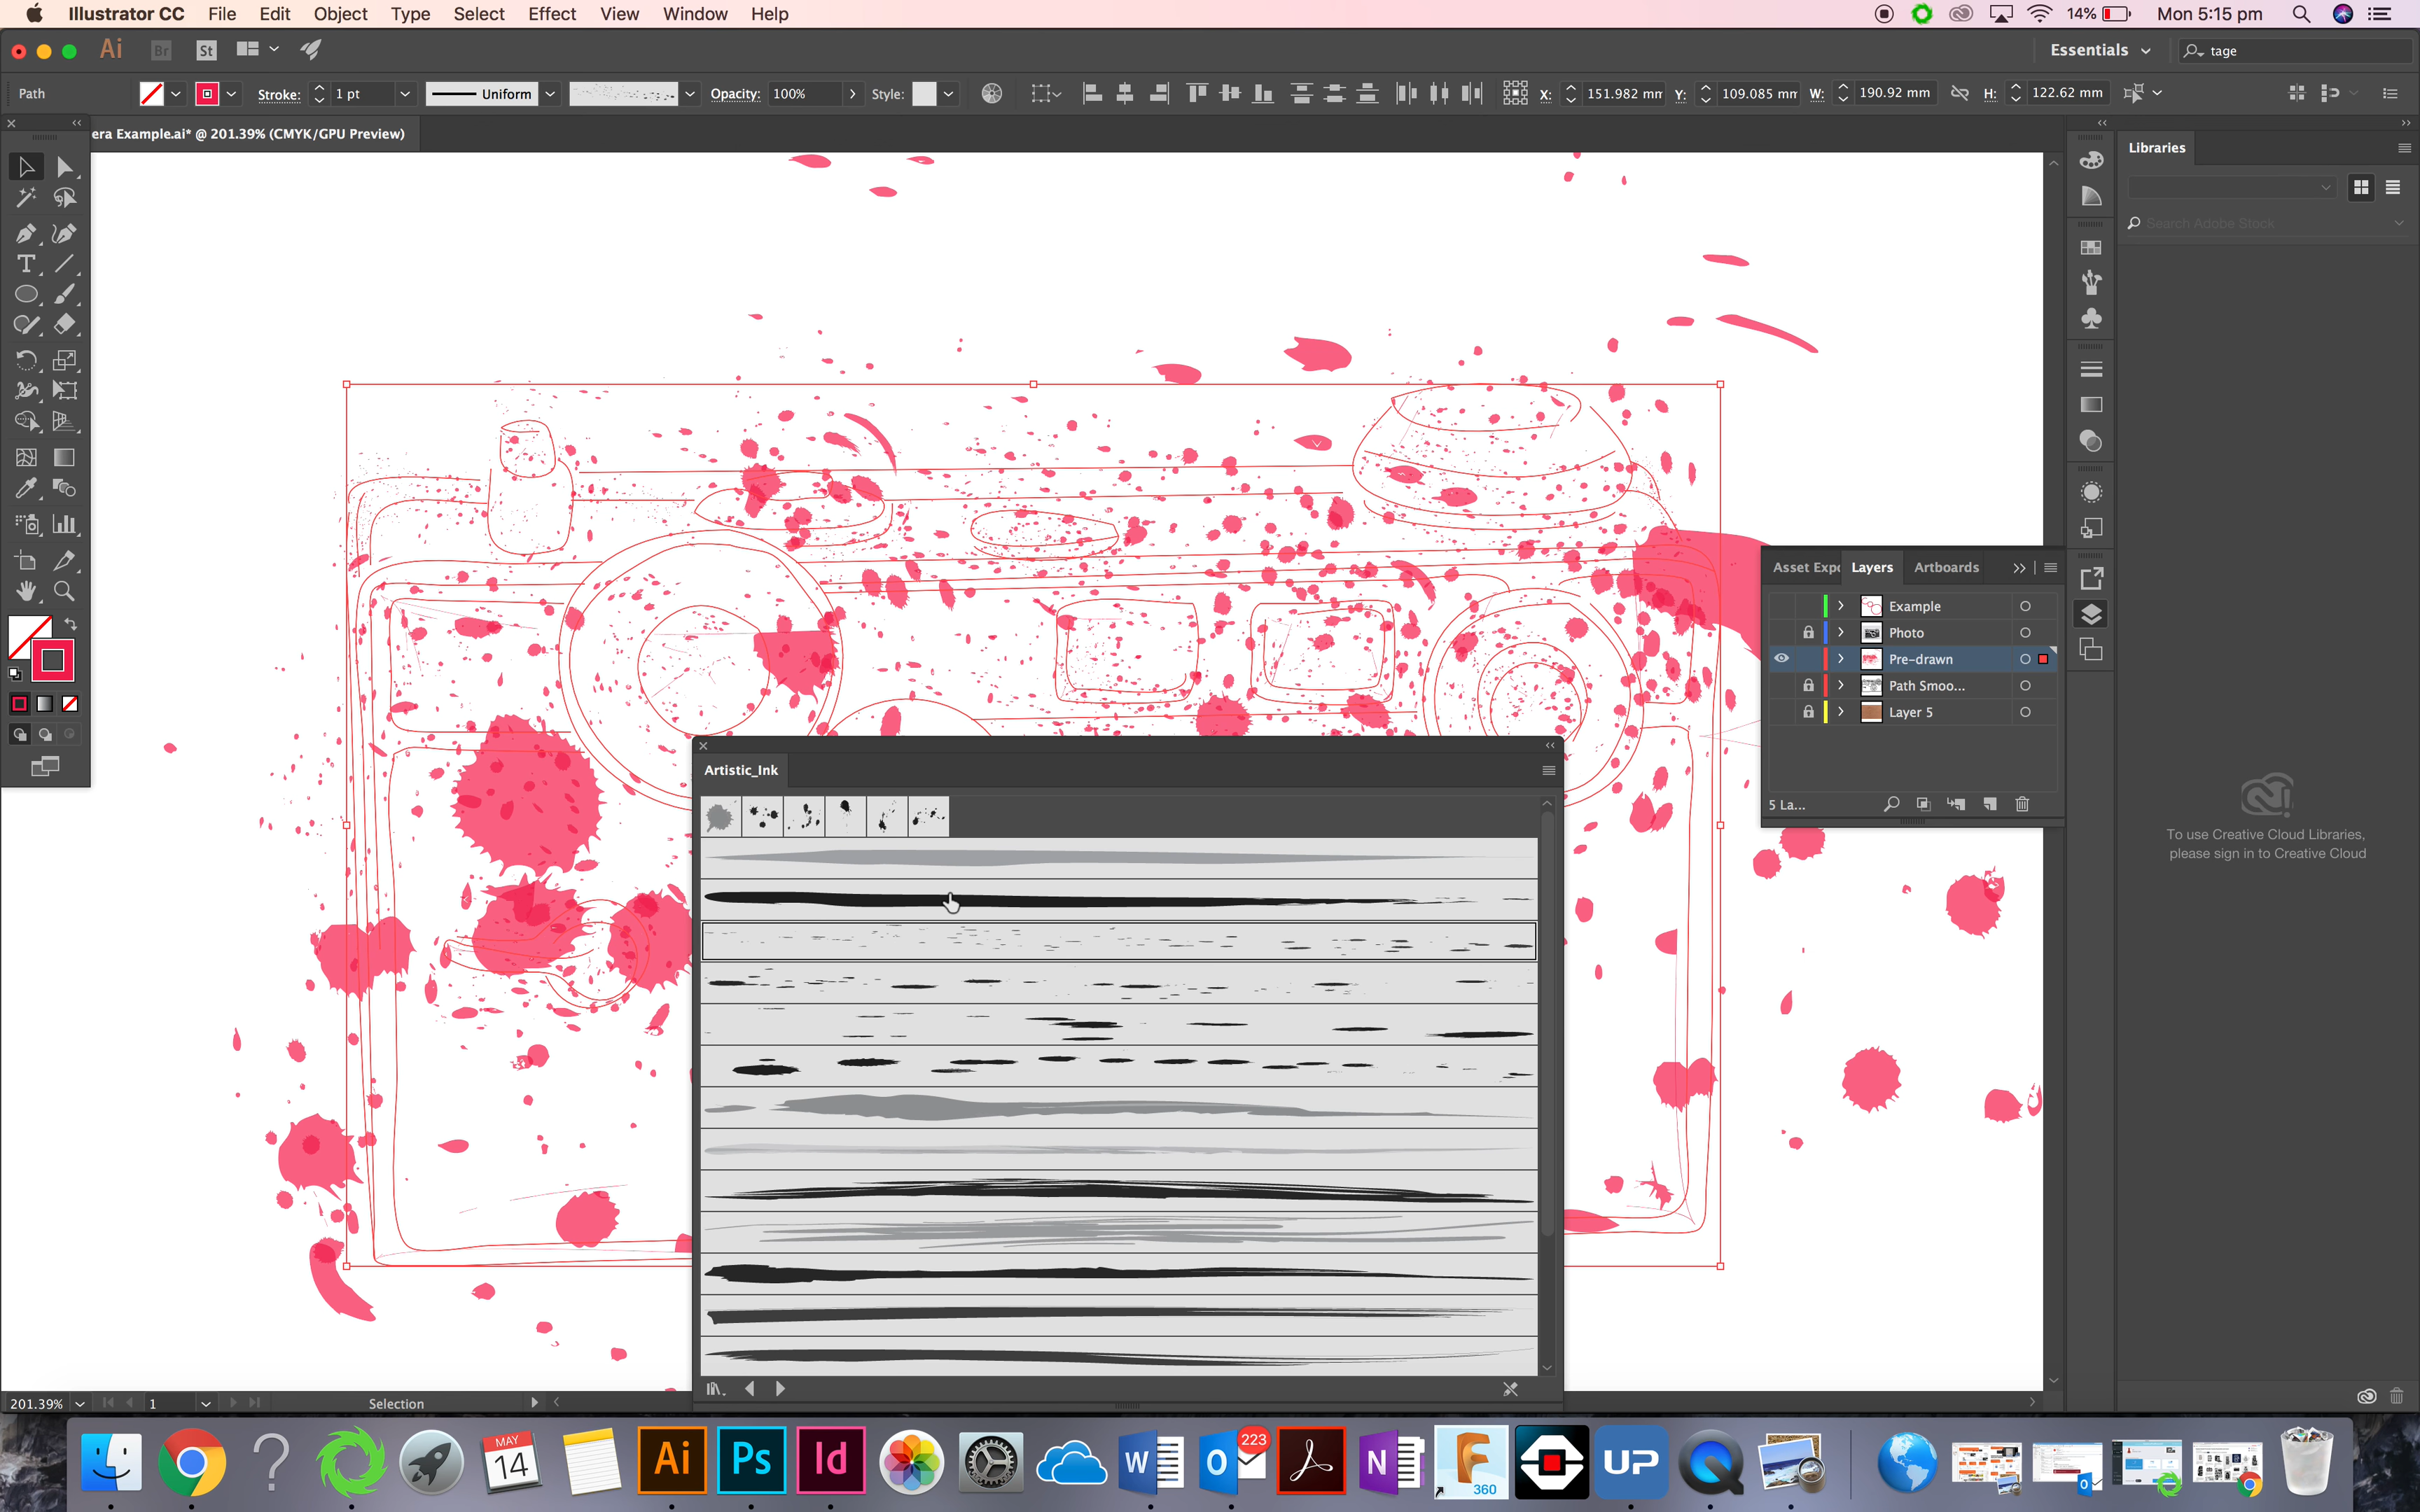 Illustrator CC File Edit Object Type Select Effect View Window Help 14% Mon 5:15 pm
Ai Br St Essentials tage
Path Stroke: 1 pt Uniform Opacity: 100% Style: X: 151.982 mm Y: 109.085 mm W: 190.92 mm H: 122.62 mm
era Example.ai* @ 201.39% (CMYK/GPU Preview)
Libraries
Search Adobe Stock
Asset Expo Layers Artboards
Example
Photo
Pre-drawn
Path Smoo...
Layer 5
5 La...
Artistic_Ink
To use Creative Cloud Libraries,
please sign in to Creative Cloud
201.39% 1 Selection
MAY
14
Ai Ps Id W O 223 N F 360 UP